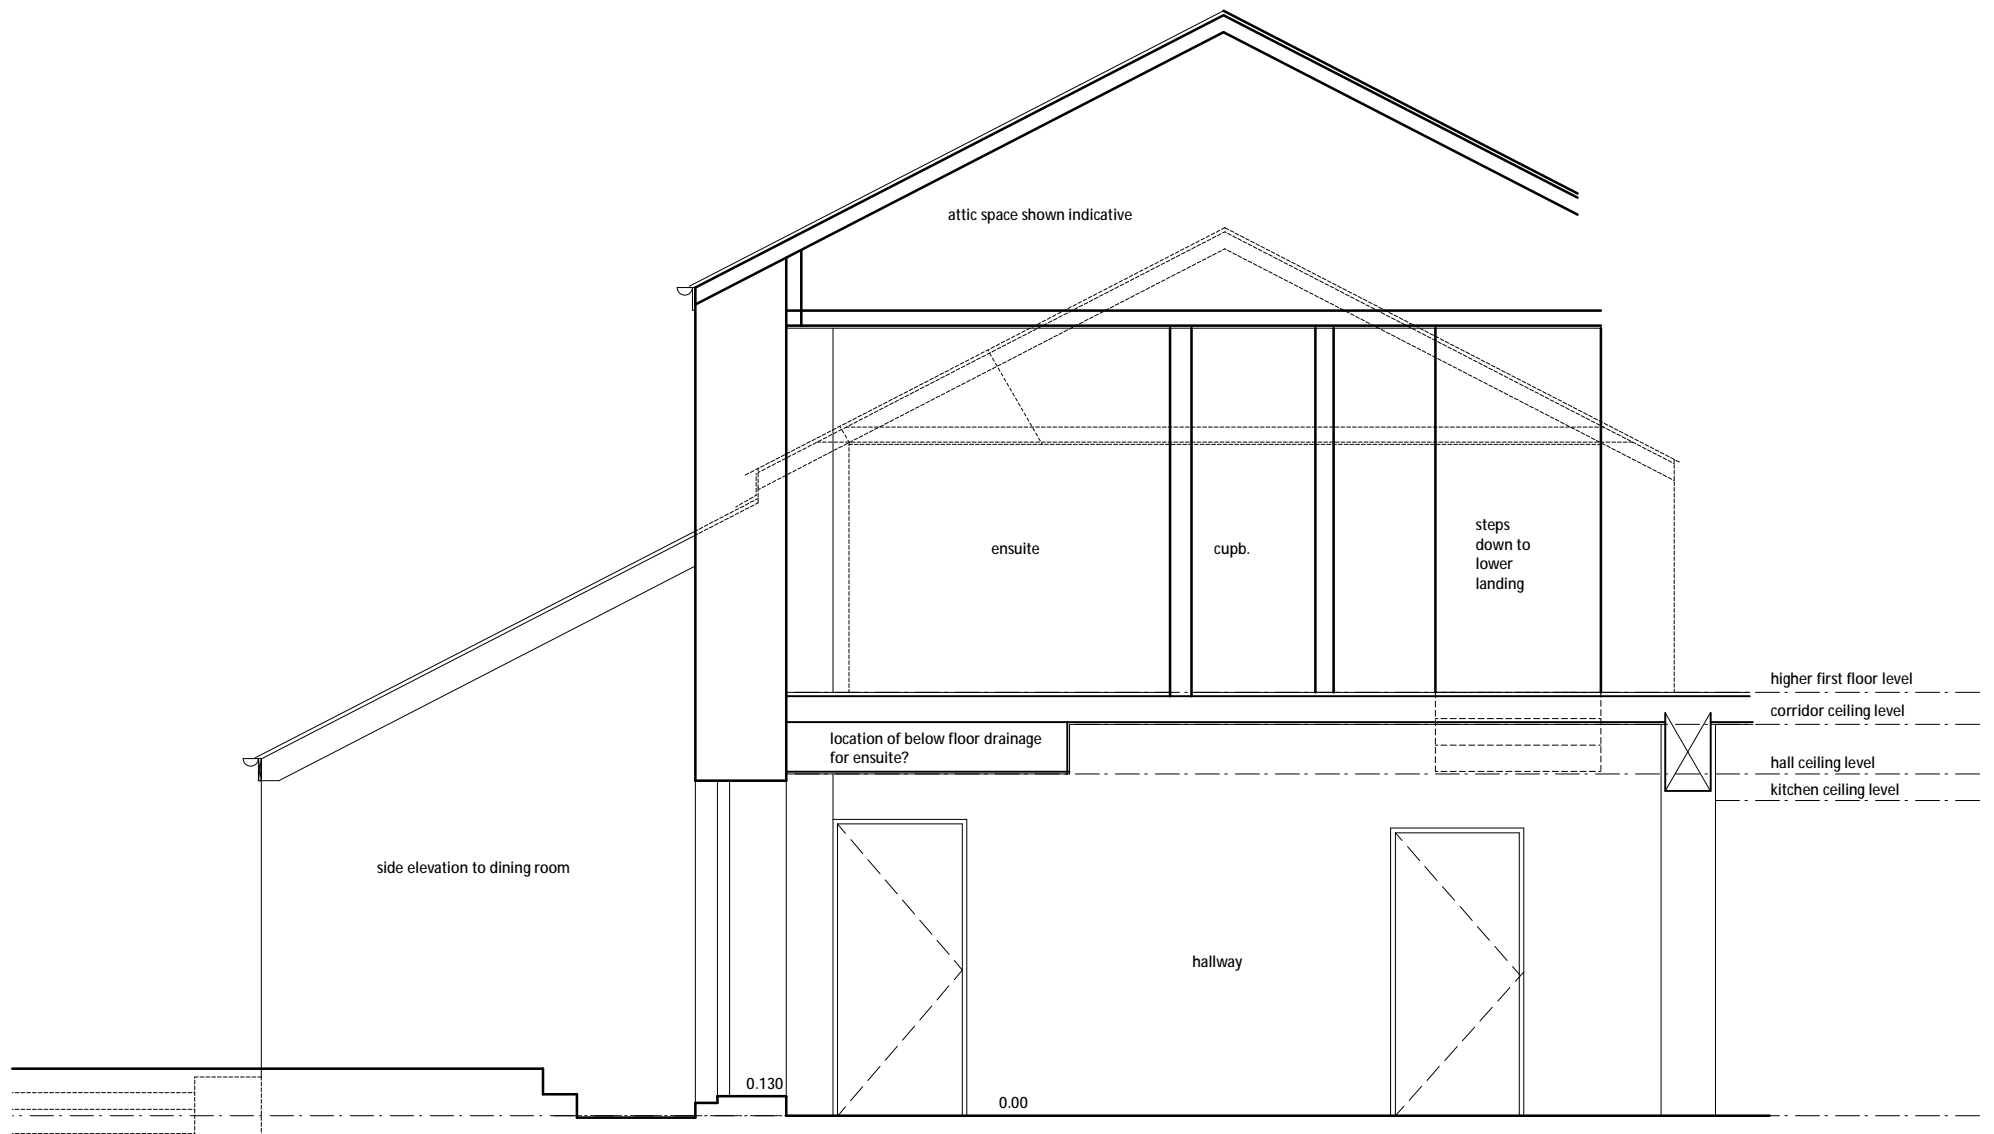 attic space shown indicative
ensuite
cupb.
steps
down to
lower
landing
higher first floor level
corridor ceiling level
location of below floor drainage
for ensuite?
hall ceiling level
kitchen ceiling level
side elevation to dining room
hallway
0.130
0.00